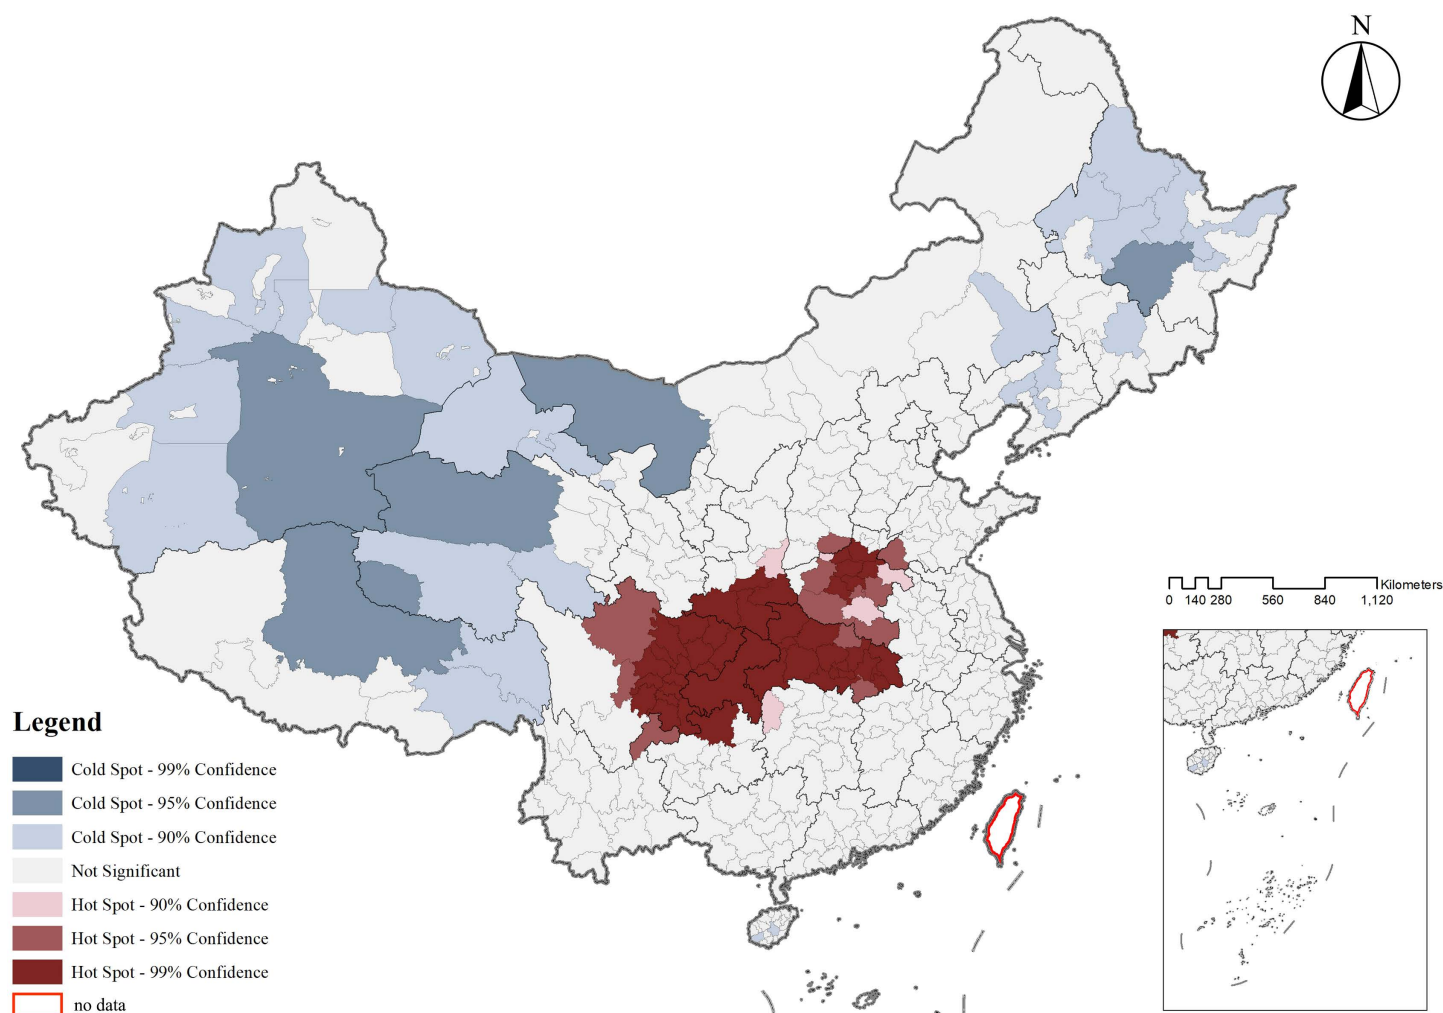 N
Kilometers
0 140 280 560 840 1,120
Legend
Cold Spot - 99% Confidence
Cold Spot - 95% Confidence
Cold Spot - 90% Confidence
Not Significant
Hot Spot - 90% Confidence
Hot Spot - 95% Confidence
Hot Spot - 99% Confidence
no data